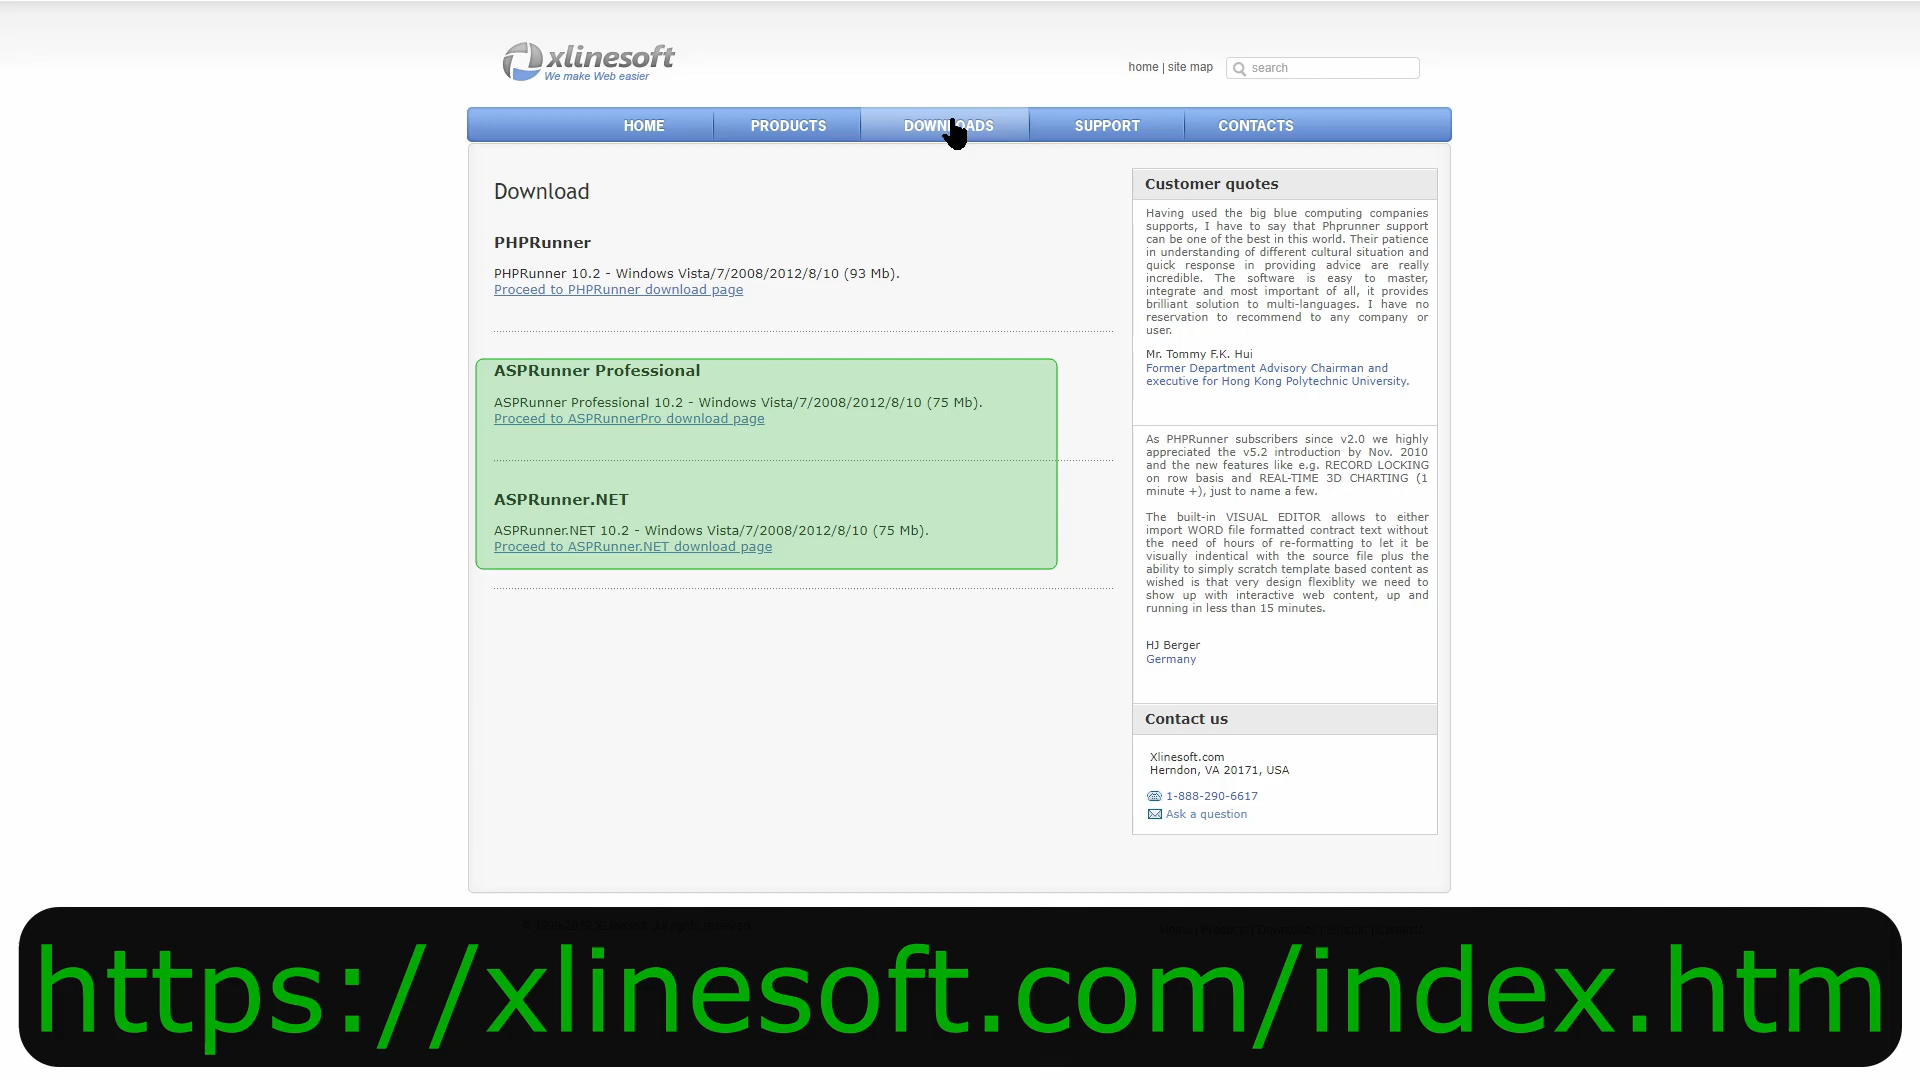 xlinesoft
We make Web easier
home | site map
search
HOME
PRODUCTS
DOWNLOADS
SUPPORT
CONTACTS
Download
PHPRunner
PHPRunner 10.2 - Windows Vista/7/2008/2012/8/10 (93 Mb).
Proceed to PHPRunner download page
ASPRunner Professional
ASPRunner Professional 10.2 - Windows Vista/7/2008/2012/8/10 (75 Mb).
Proceed to ASPRunnerPro download page
ASPRunner.NET
ASPRunner.NET 10.2 - Windows Vista/7/2008/2012/8/10 (75 Mb).
Proceed to ASPRunner.NET download page
Customer quotes
Having used the big blue computing companies
supports, I have to say that Phprunner support
can be one of the best in this world. Their patience
in understanding of different cultural situation and
quick response in providing advice are really
incredible. The software is easy to master,
integrate and most important of all, it provides
brilliant solution to multi-languages. I have no
reservation to recommend to any company or
user.
Mr. Tommy F.K. Hui
Former Department Advisory Chairman and
executive for Hong Kong Polytechnic University.
As PHPRunner subscribers since v2.0 we highly
appreciated the v5.2 introduction by Nov. 2010
and the new features like e.g. RECORD LOCKING
on row basis and REAL-TIME 3D CHARTING (1
minute +), just to name a few.
The built-in VISUAL EDITOR allows to either
import WORD file formatted contract text without
the need of hours of re-formatting to let it be
visually indentical with the source file plus the
ability to simply scratch template based content as
wished is that very design flexiblity we need to
show up with interactive web content, up and
running in less than 15 minutes.
HJ Berger
Germany
Contact us
Xlinesoft.com
Herndon, VA 20171, USA
1-888-290-6617
Ask a question
https://xlinesoft.com/index.htm